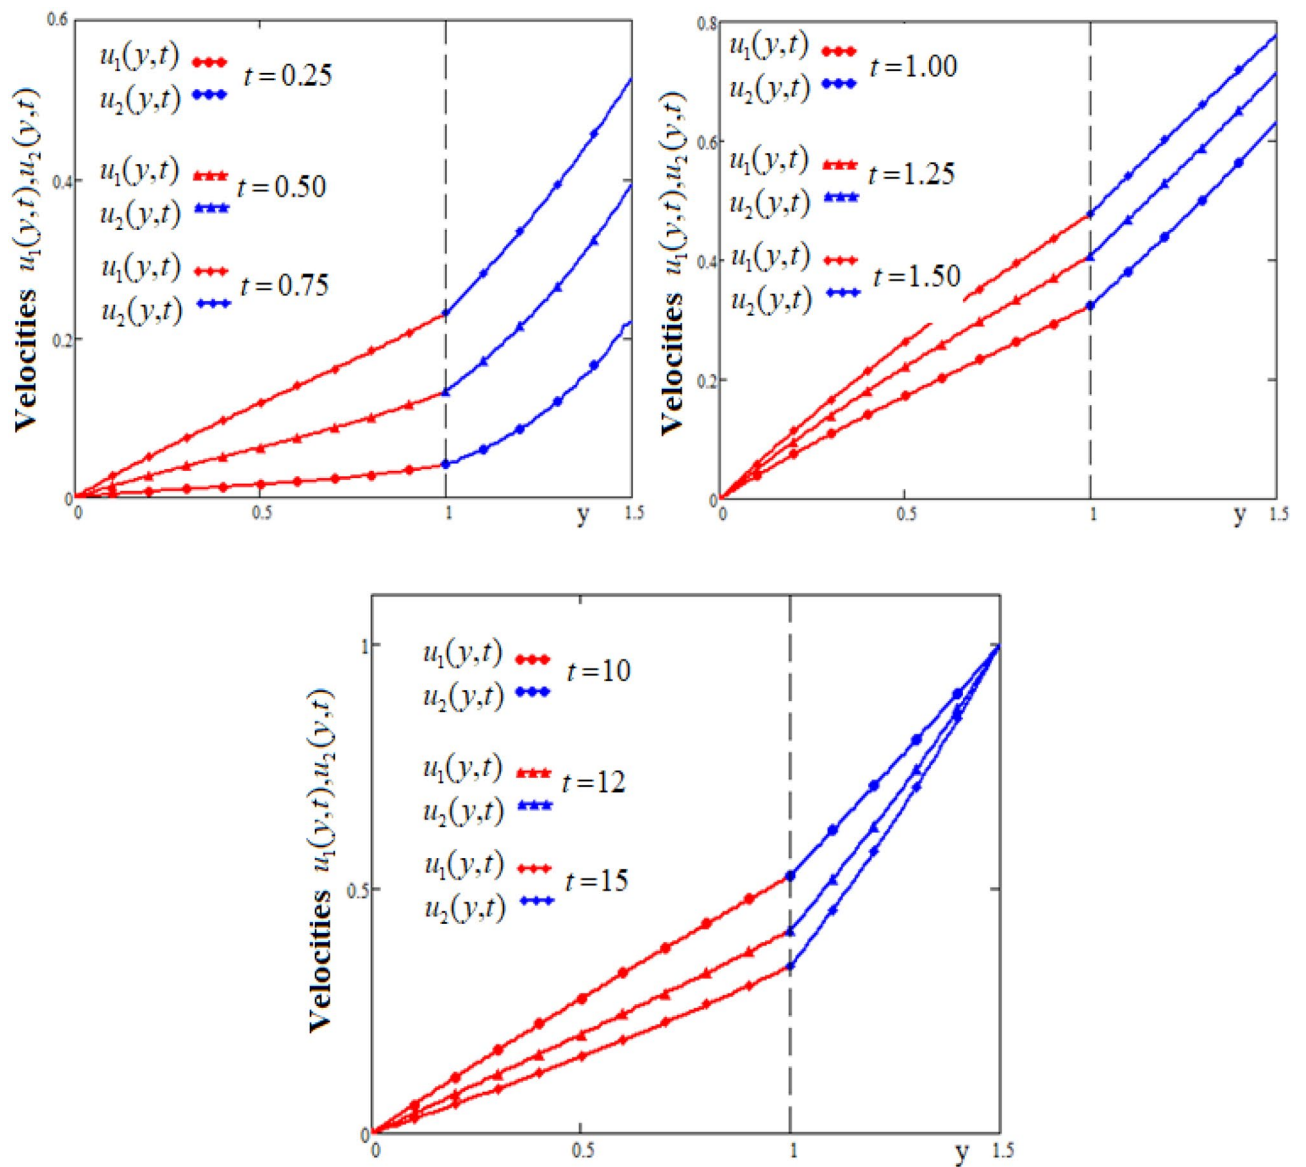 Velocities u₁(y,t),u₂(y,t)
0.6
0.4
0.2
0
u₁(y,t)
u₂(y,t)
t = 0.25
u₁(y,t)
u₂(y,t)
t = 0.50
u₁(y,t)
u₂(y,t)
t = 0.75
0 0.5 1 y 1.5
Velocities u₁(y,t),u₂(y,t)
0.8
0.6
0.4
0.2
0
u₁(y,t)
u₂(y,t)
t = 1.00
u₁(y,t)
u₂(y,t)
t = 1.25
u₁(y,t)
u₂(y,t)
t = 1.50
0 0.5 1 y 1.5
Velocities u₁(y,t),u₂(y,t)
1
0.5
0
u₁(y,t)
u₂(y,t)
t = 10
u₁(y,t)
u₂(y,t)
t = 12
u₁(y,t)
u₂(y,t)
t = 15
0 0.5 1 y 1.5